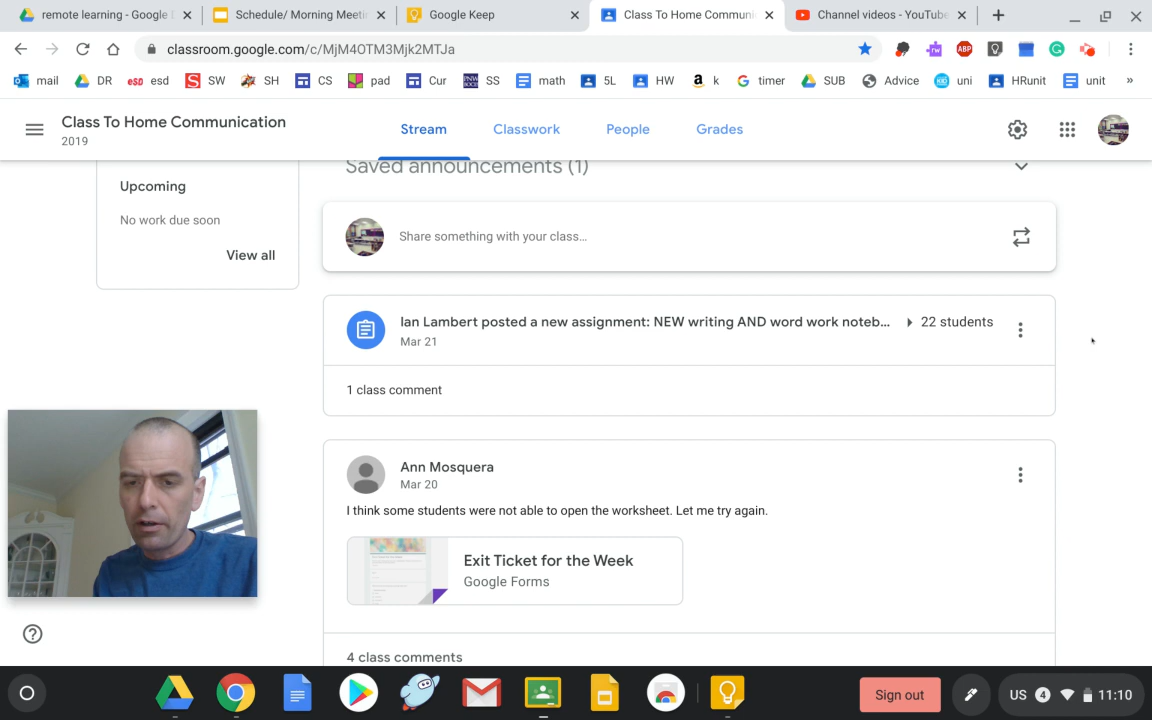 remote learning - Google
Schedule/ Morning Meeti
Google Keep
Class To Home Communi
Channel videos - YouTube
classroom.google.com/c/MjM4OTM3Mjk2MTJa
ABP
mail
DR
esd
esd
S
SW
SH
CS
pad
Cur
SS
math
5L
HW
a
k
G
timer
SUB
Advice
uni
HRunit
unit
»
Class To Home Communication
2019
Stream
Classwork
People
Grades
Saved announcements (1)
Upcoming
No work due soon
View all
Share something with your class...
Ian Lambert posted a new assignment: NEW writing AND word work noteb...
22 students
Mar 21
1 class comment
Ann Mosquera
Mar 20
I think some students were not able to open the worksheet. Let me try again.
Exit Ticket for the Week
Google Forms
4 class comments
Sign out
US
4
11:10